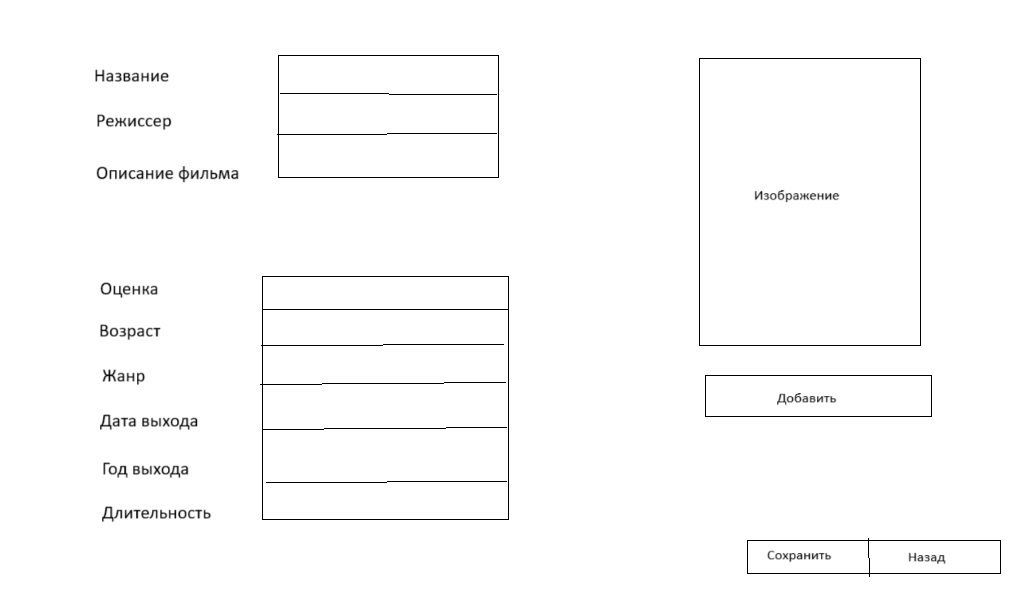 Название
Режиссер
Описание фильма
Оценка
Возраст
Жанр
Дата выхода
Год выхода
Длительность
Изображение
Добавить
Сохранить
Назад